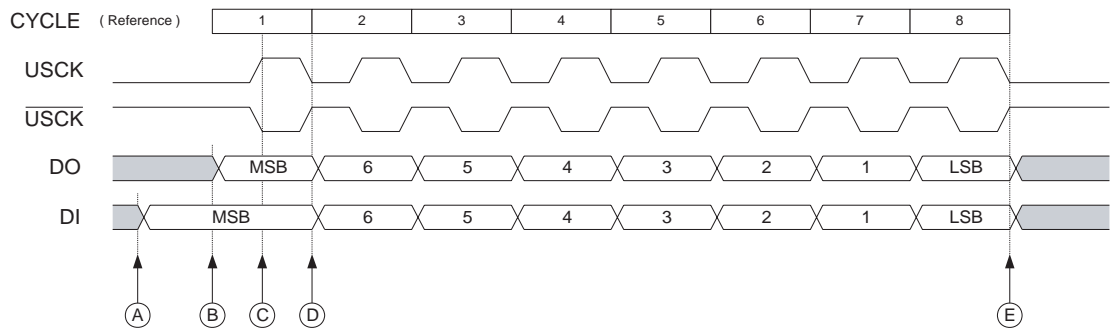 CYCLE ( Reference ) 1 2 3 4 5 6 7 8
USCK
USCK
DO MSB 6 5 4 3 2 1 LSB
DI MSB 6 5 4 3 2 1 LSB
A B C D E